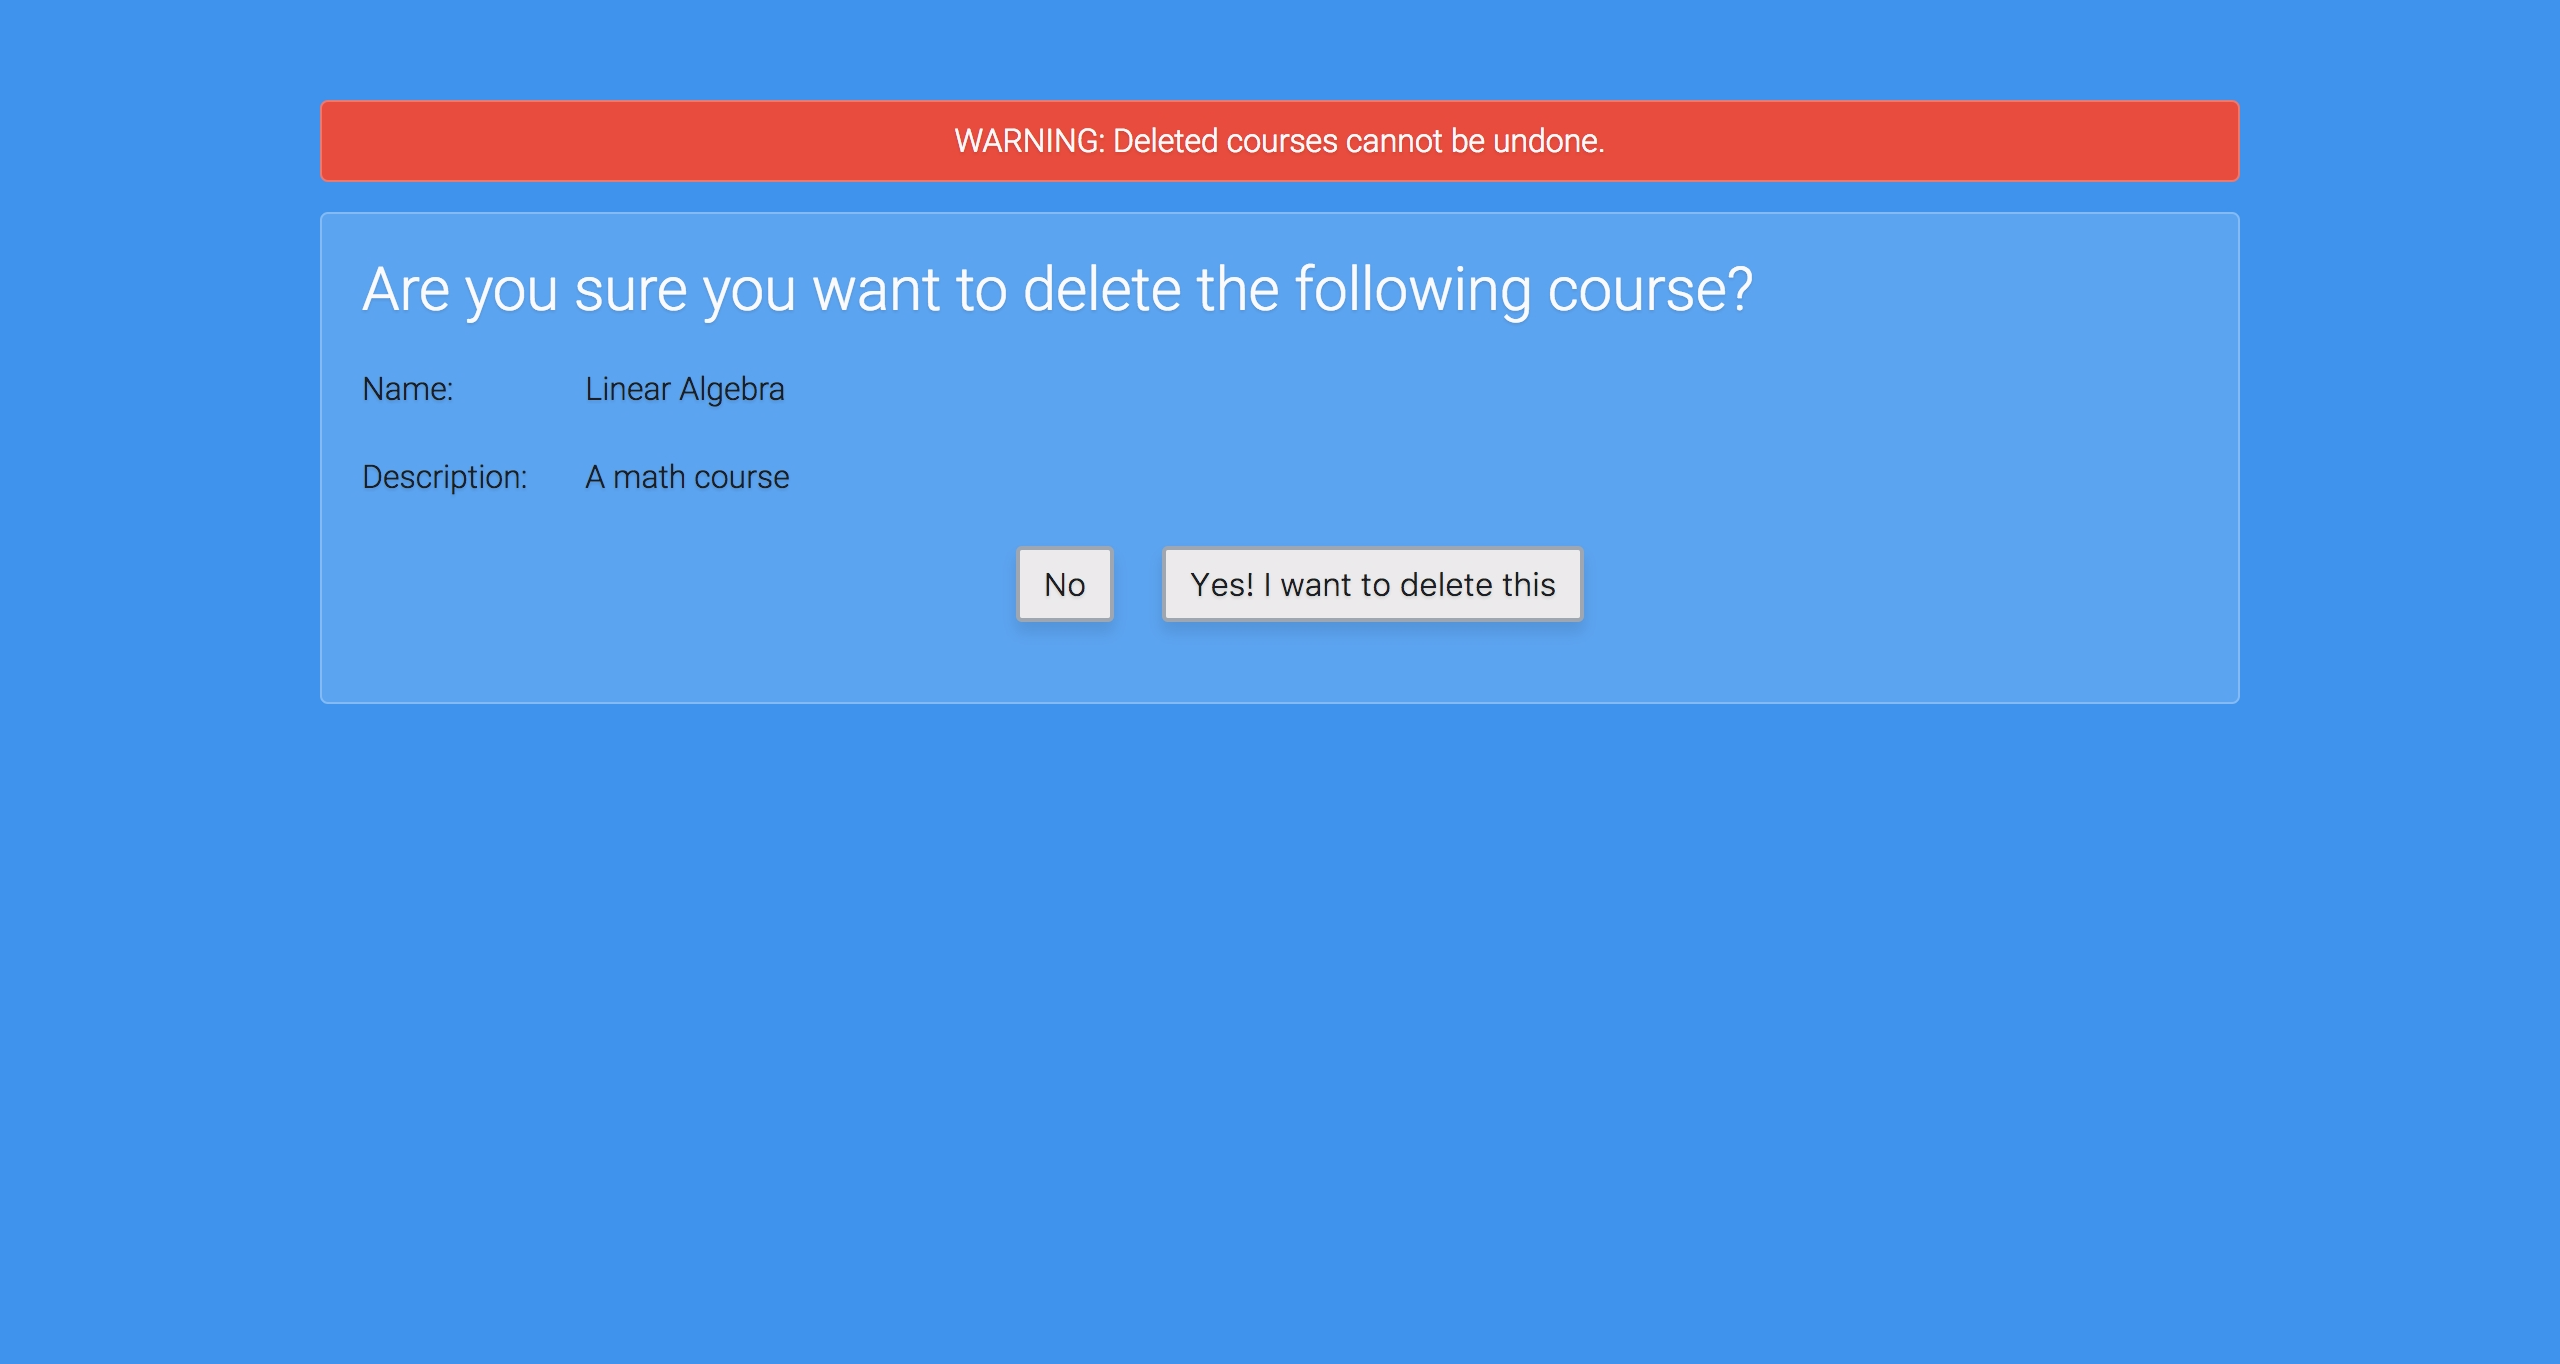 WARNING: Deleted courses cannot be undone.
Are you sure you want to delete the following course?
Name: Linear Algebra
Description: A math course
No Yes! I want to delete this